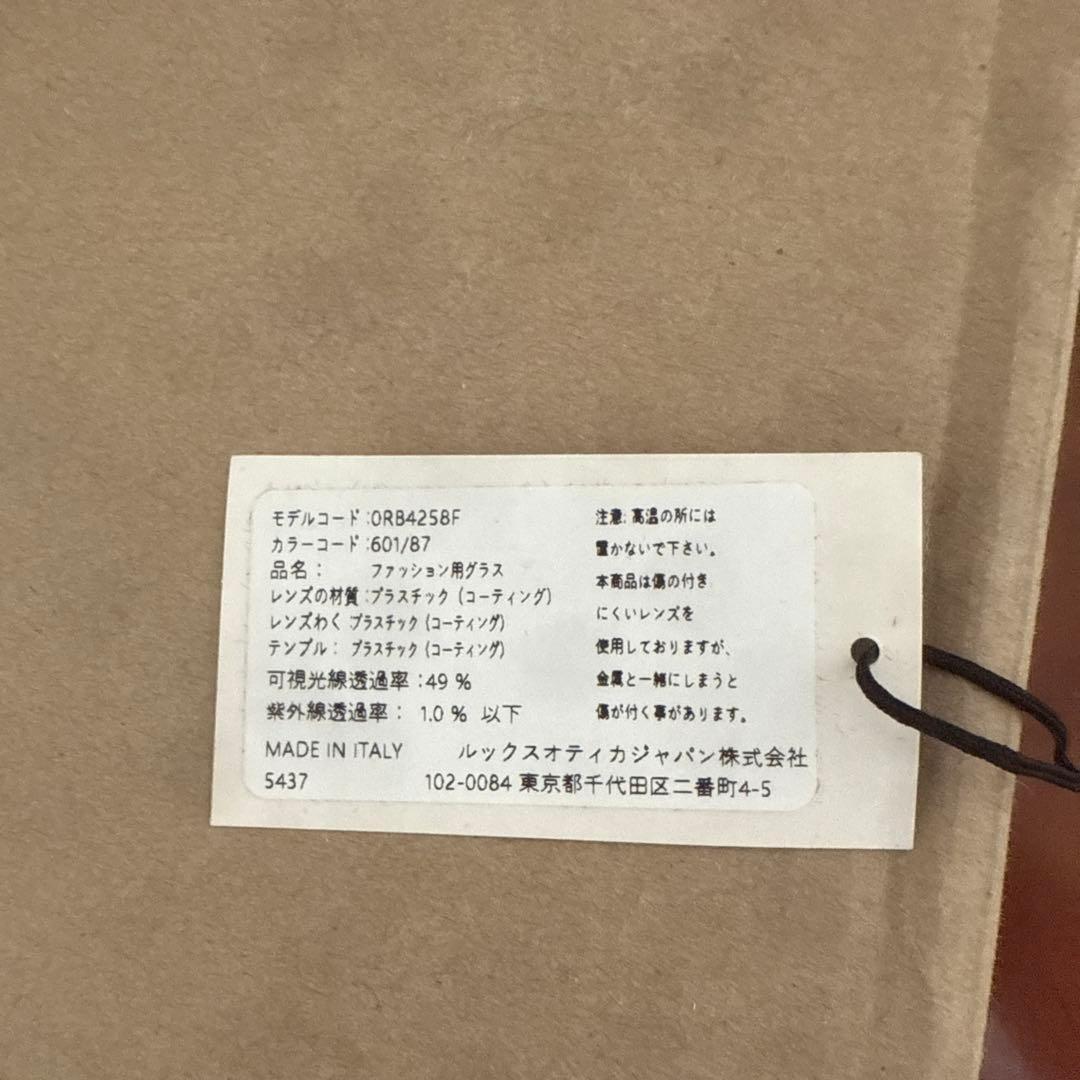 モデルコード:0RB4258F
カラーコード:601/87
品名: ファッション用グラス
レンズの材質:プラスチック (コーティング)
レンズわく プラスチック (コーティング)
テンプル: プラスチック (コーティング)
可視光線透過率:49 %
紫外線透過率: 1.0 % 以下
MADE IN ITALY
5437
注意: 高温の所には
置かないで下さい。
本商品は傷の付き
にくいレンズを
使用しておりますが、
金属と一緒にしまうと
傷が付く事があります。
ルックスオティカジャパン株式会社
102-0084 東京都千代田区二番町4-5